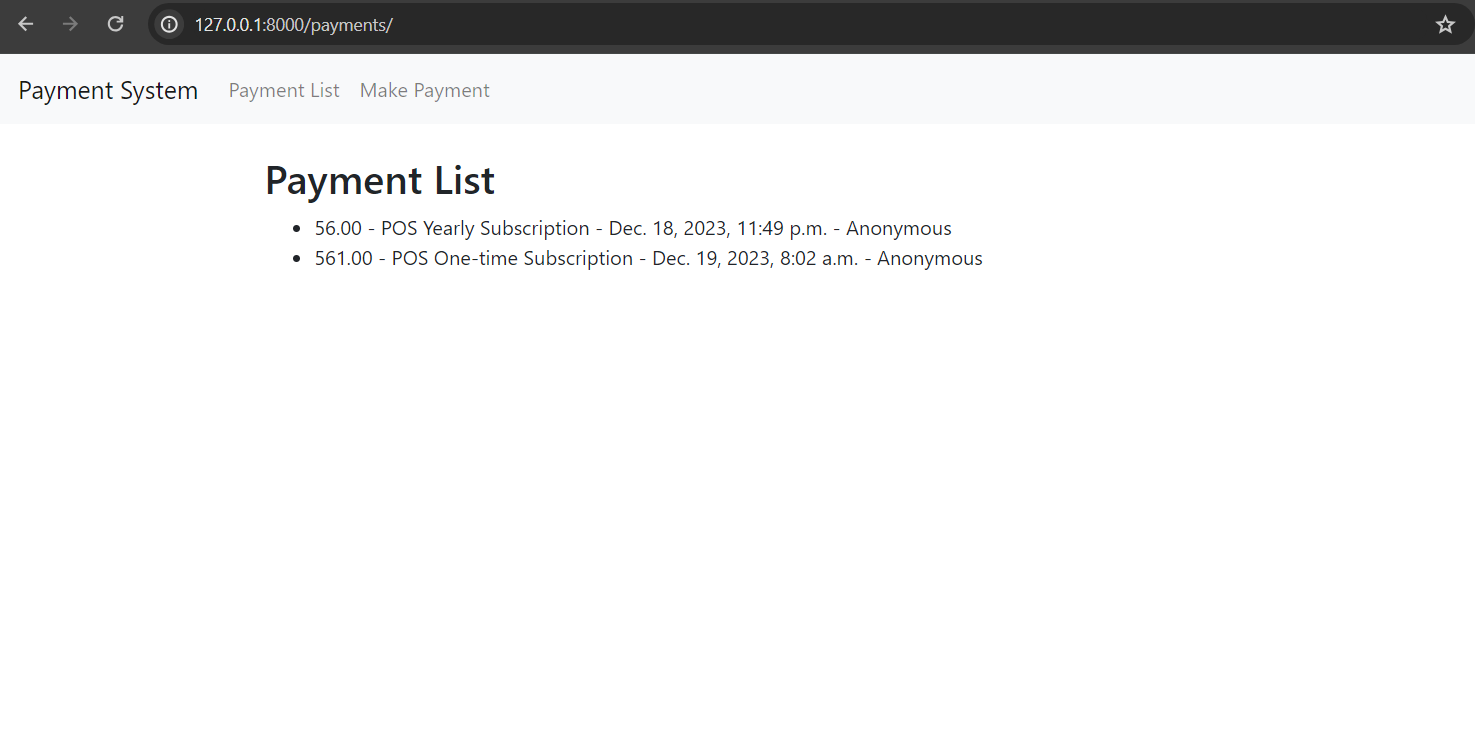 127.0.0.1:8000/payments/
Payment System Payment List Make Payment
Payment List
• 56.00 - POS Yearly Subscription - Dec. 18, 2023, 11:49 p.m. - Anonymous
• 561.00 - POS One-time Subscription - Dec. 19, 2023, 8:02 a.m. - Anonymous